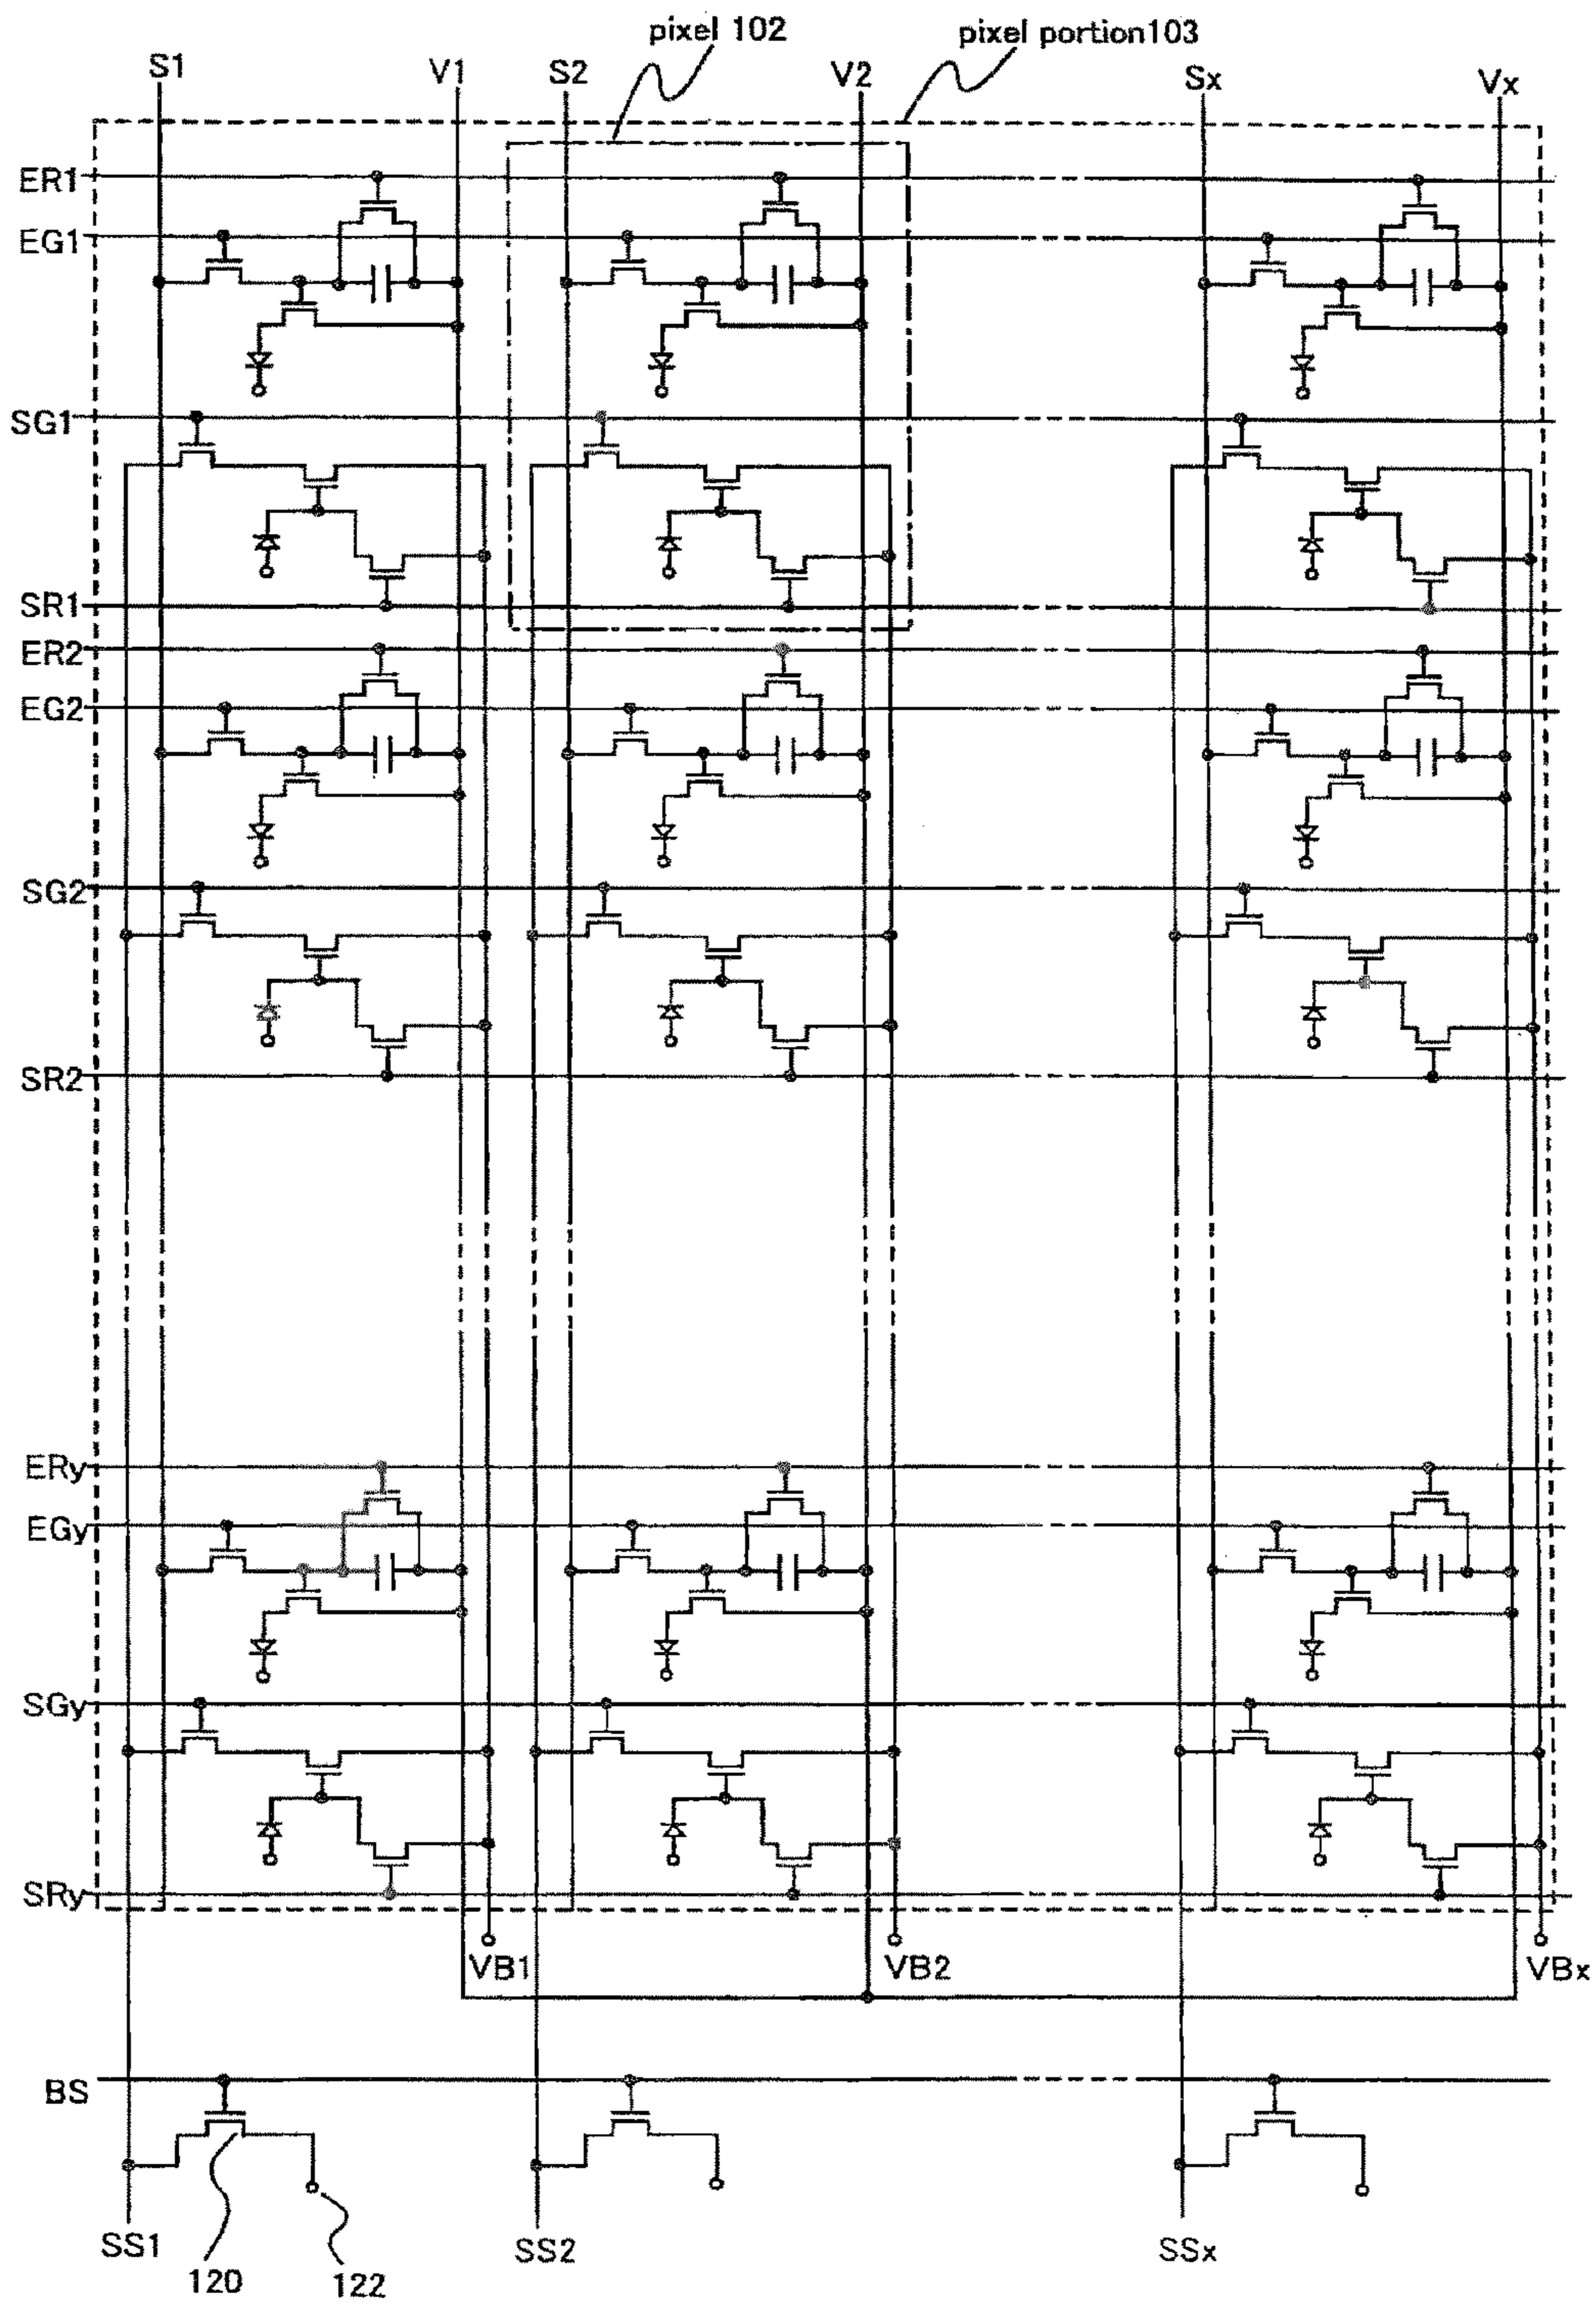 pixel 102
pixel portion103
S1
V1
S2
V2
Sx
Vx
ER1
EG1
SG1
SR1
ER2
EG2
SG2
SR2
ERy
EGy
SGy
SRy
VB1
VB2
VBx
BS
SS1
SS2
SSx
120
122